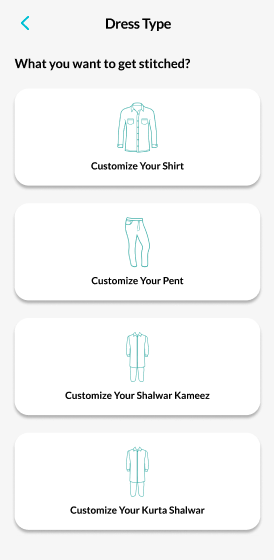 Dress Type
What you want to get stitched?
Customize Your Shirt
Customize Your Pent
Customize Your Shalwar Kameez
Customize Your Kurta Shalwar